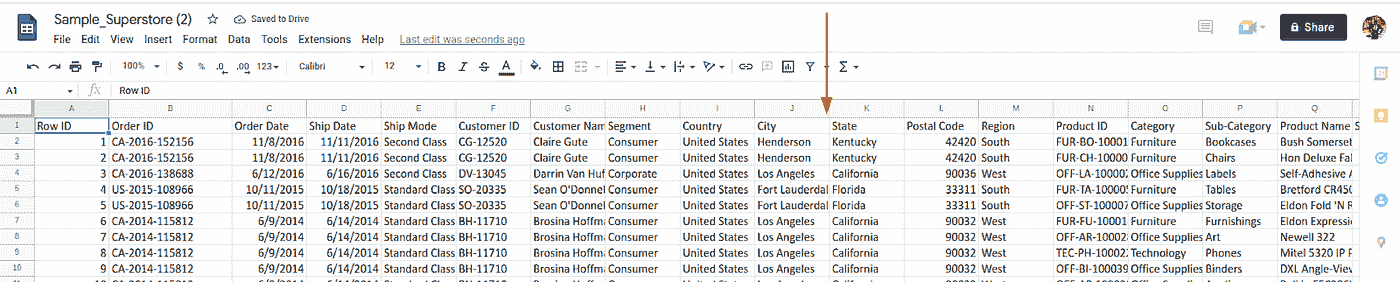 Sample_Superstore (2) Saved to Drive
File Edit View Insert Format Data Tools Extensions Help Last edit was seconds ago
Share
100% $ % .0 .00 123 Calibri 12 B I S A
A1 fx Row ID
A B C D E F G H I J K L M N O P Q
1 Row ID Order ID Order Date Ship Date Ship Mode Customer ID Customer Nam Segment Country City State Postal Code Region Product ID Category Sub-Category Product Name S
2 1 CA-2016-152156 11/8/2016 11/11/2016 Second Class CG-12520 Claire Gute Consumer United States Henderson Kentucky 42420 South FUR-BO-10001 Furniture Bookcases Bush Somerset
3 2 CA-2016-152156 11/8/2016 11/11/2016 Second Class CG-12520 Claire Gute Consumer United States Henderson Kentucky 42420 South FUR-CH-10000 Furniture Chairs Hon Deluxe Fal
4 3 CA-2016-138688 6/12/2016 6/16/2016 Second Class DV-13045 Darrin Van Huf Corporate United States Los Angeles California 90036 West OFF-LA-100002 Office Supplies Labels Self-Adhesive A
5 4 US-2015-108966 10/11/2015 10/18/2015 Standard Class SO-20335 Sean O'Donnel Consumer United States Fort Lauderdal Florida 33311 South FUR-TA-10000 Furniture Tables Bretford CR450
6 5 US-2015-108966 10/11/2015 10/18/2015 Standard Class SO-20335 Sean O'Donnel Consumer United States Fort Lauderdal Florida 33311 South OFF-ST-100007 Office Supplies Storage Eldon Fold 'N R
7 6 CA-2014-115812 6/9/2014 6/14/2014 Standard Class BH-11710 Brosina Hoffma Consumer United States Los Angeles California 90032 West FUR-FU-10001 Furniture Furnishings Eldon Expressio
8 7 CA-2014-115812 6/9/2014 6/14/2014 Standard Class BH-11710 Brosina Hoffma Consumer United States Los Angeles California 90032 West OFF-AR-10002 Office Supplies Art Newell 322
9 8 CA-2014-115812 6/9/2014 6/14/2014 Standard Class BH-11710 Brosina Hoffma Consumer United States Los Angeles California 90032 West TEC-PH-10002 Technology Phones Mitel 5320 IP P
10 9 CA-2014-115812 6/9/2014 6/14/2014 Standard Class BH-11710 Brosina Hoffma Consumer United States Los Angeles California 90032 West OFF-BI-100039 Office Supplies Binders DXL Angle-View